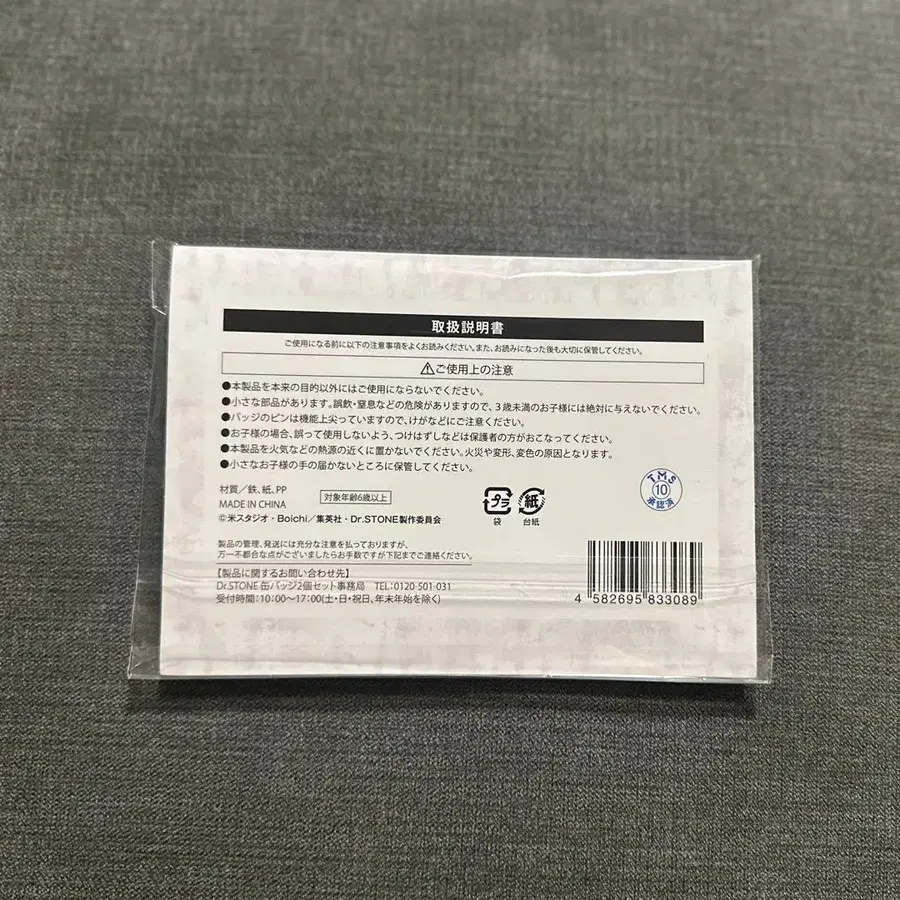 取扱説明書
ご使用になる前に以下の注意事項をよくお読みください。また、お読みになった後も大切に保管してください。
⚠ご使用上の注意
●本製品を本来の目的以外にはご使用にならないでください。
●小さな部品があります。誤飲・窒息などの危険がありますので、3歳未満のお子様には絶対に与えないでください。
●バッジのピンは機能上尖っていますので、けがなどにご注意ください。
●お子様の場合、誤って使用しないよう、つけはずしなどは保護者の方がおこなってください。
●本製品を火気などの熱源の近くに置かないでください。火災や変形、変色の原因となります。
●小さなお子様の手の届かないところに保管してください。
材質/鉄、紙、PP 対象年齢6歳以上
MADE IN CHINA
©米スタジオ・Boichi/集英社・Dr.STONE製作委員会
プラ 紙
袋 台紙
TMS
10
承認済
製品の管理、発送には充分な注意を払っておりますが、
万一不都合な点がございましたらお手数ですが下記までご連絡ください。
【製品に関するお問い合わせ先】
Dr.STONE 缶バッジ2個セット事務局 TEL:0120-501-031
受付時間:10:00～17:00(土・日・祝日、年末年始を除く)
4 582695 833089